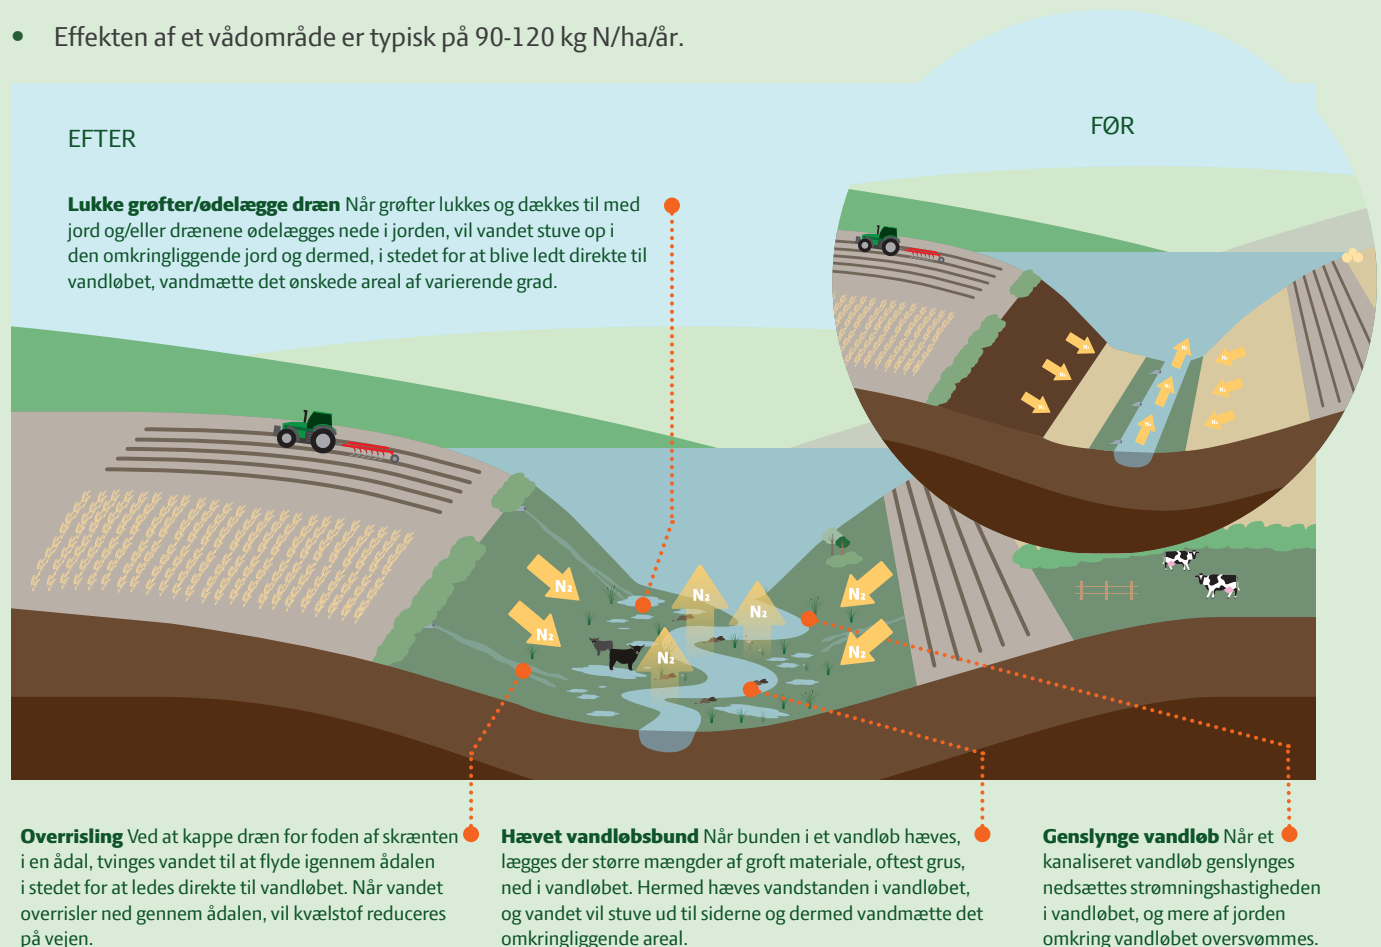 • Effekten af et vådområde er typisk på 90-120 kg N/ha/år.
EFTER
FØR
Lukke grøfter/ødelægge dræn Når grøfter lukkes og dækkes til med
jord og/eller drænene ødelægges nede i jorden, vil vandet stuve op i
den omkringliggende jord og dermed, i stedet for at blive ledt direkte til
vandløbet, vandmætte det ønskede areal af varierende grad.
N₂
N₂
N₂
N₂
N₂
N₂
N₂
Overrisling Ved at kappe dræn for foden af skrænten
i en ådal, tvinges vandet til at flyde igennem ådalen
i stedet for at ledes direkte til vandløbet. Når vandet
overrisler ned gennem ådalen, vil kvælstof reduceres
på vejen.
Hævet vandløbsbund Når bunden i et vandløb hæves,
lægges der større mængder af groft materiale, oftest grus,
ned i vandløbet. Hermed hæves vandstanden i vandløbet,
og vandet vil stuve ud til siderne og dermed vandmætte det
omkringliggende areal.
Genslynge vandløb Når et
kanaliseret vandløb genslynges
nedsættes strømningshastigheden
i vandløbet, og mere af jorden
omkring vandløbet oversvømmes.